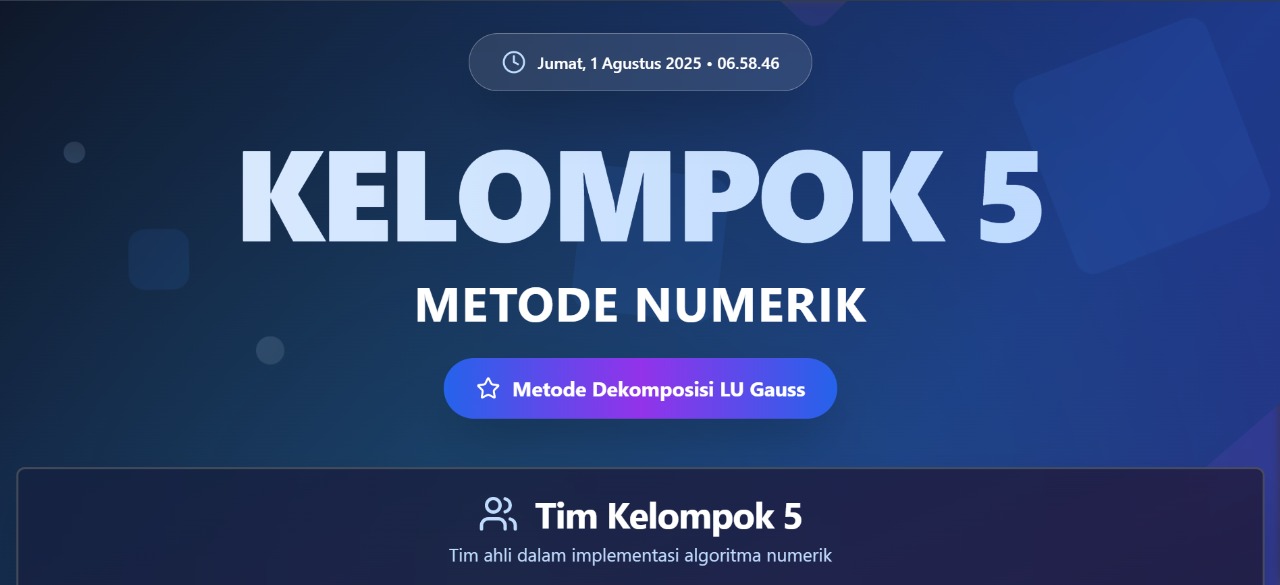 Jumat, 1 Agustus 2025 • 06.58.46
KELOMPOK 5
METODE NUMERIK
Metode Dekomposisi LU Gauss
Tim Kelompok 5
Tim ahli dalam implementasi algoritma numerik